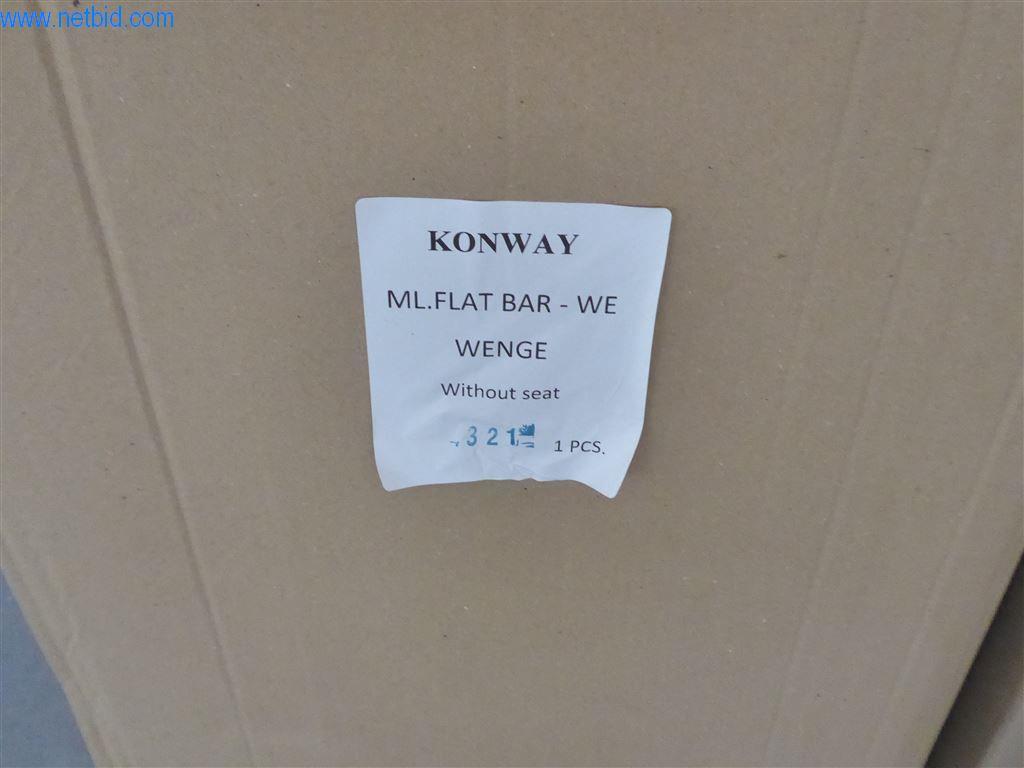 www.netbid.com
KONWAY
ML.FLAT BAR - WE
WENGE
Without seat
321
1 PCS.